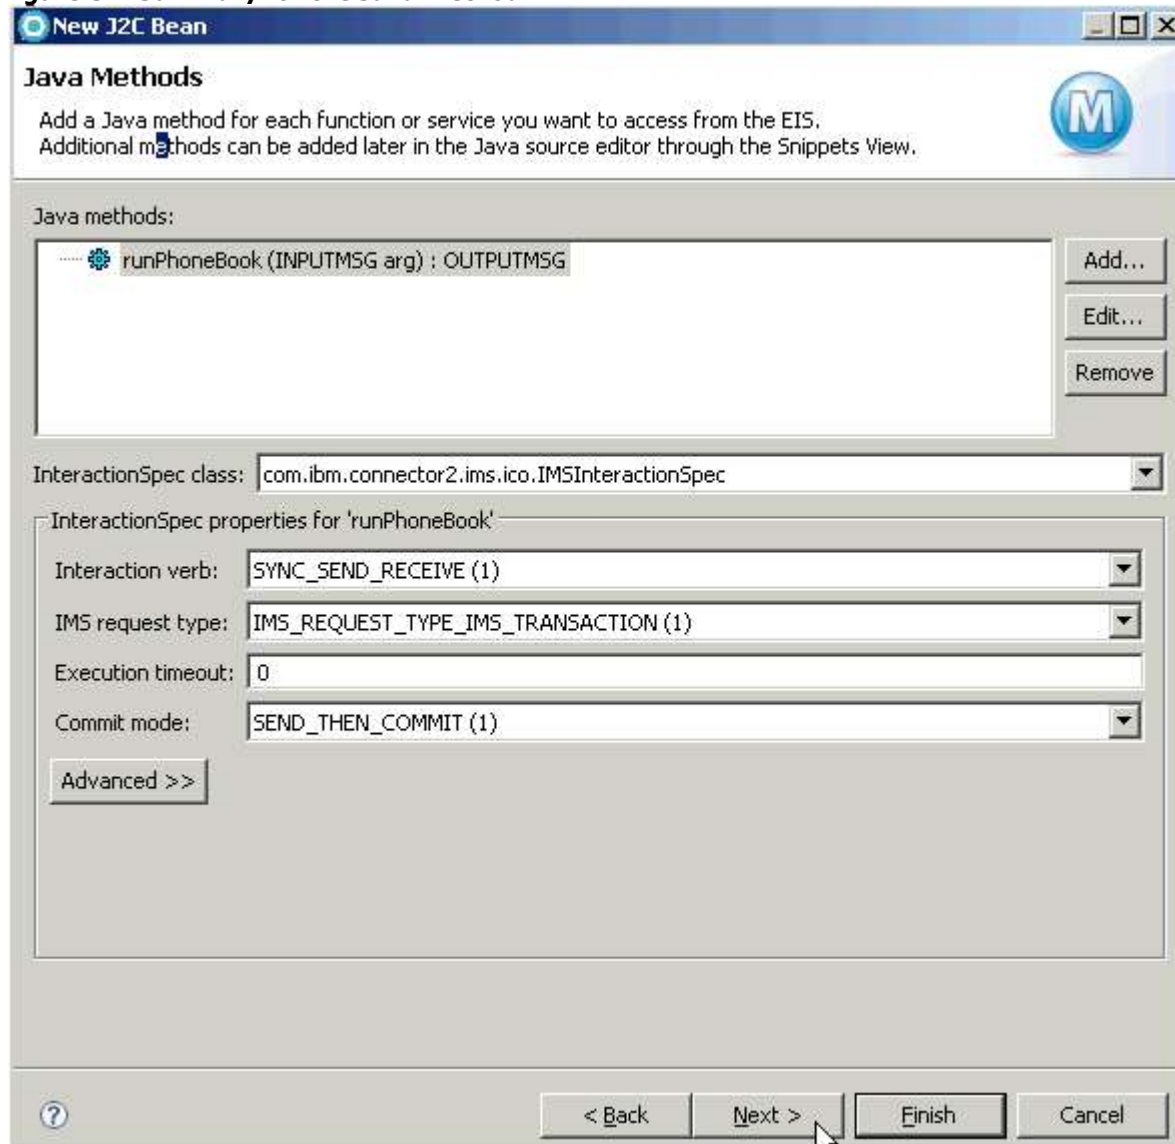 New J2C Bean
Java Methods
Add a Java method for each function or service you want to access from the EIS.
Additional methods can be added later in the Java source editor through the Snippets View.
M
Java methods:
runPhoneBook (INPUTMSG arg) : OUTPUTMSG
Add...
Edit...
Remove
InteractionSpec class: com.ibm.connector2.ims.ico.IMSInteractionSpec
InteractionSpec properties for 'runPhoneBook'
Interaction verb: SYNC_SEND_RECEIVE (1)
IMS request type: IMS_REQUEST_TYPE_IMS_TRANSACTION (1)
Execution timeout: 0
Commit mode: SEND_THEN_COMMIT (1)
Advanced >>
? < Back Next > Finish Cancel